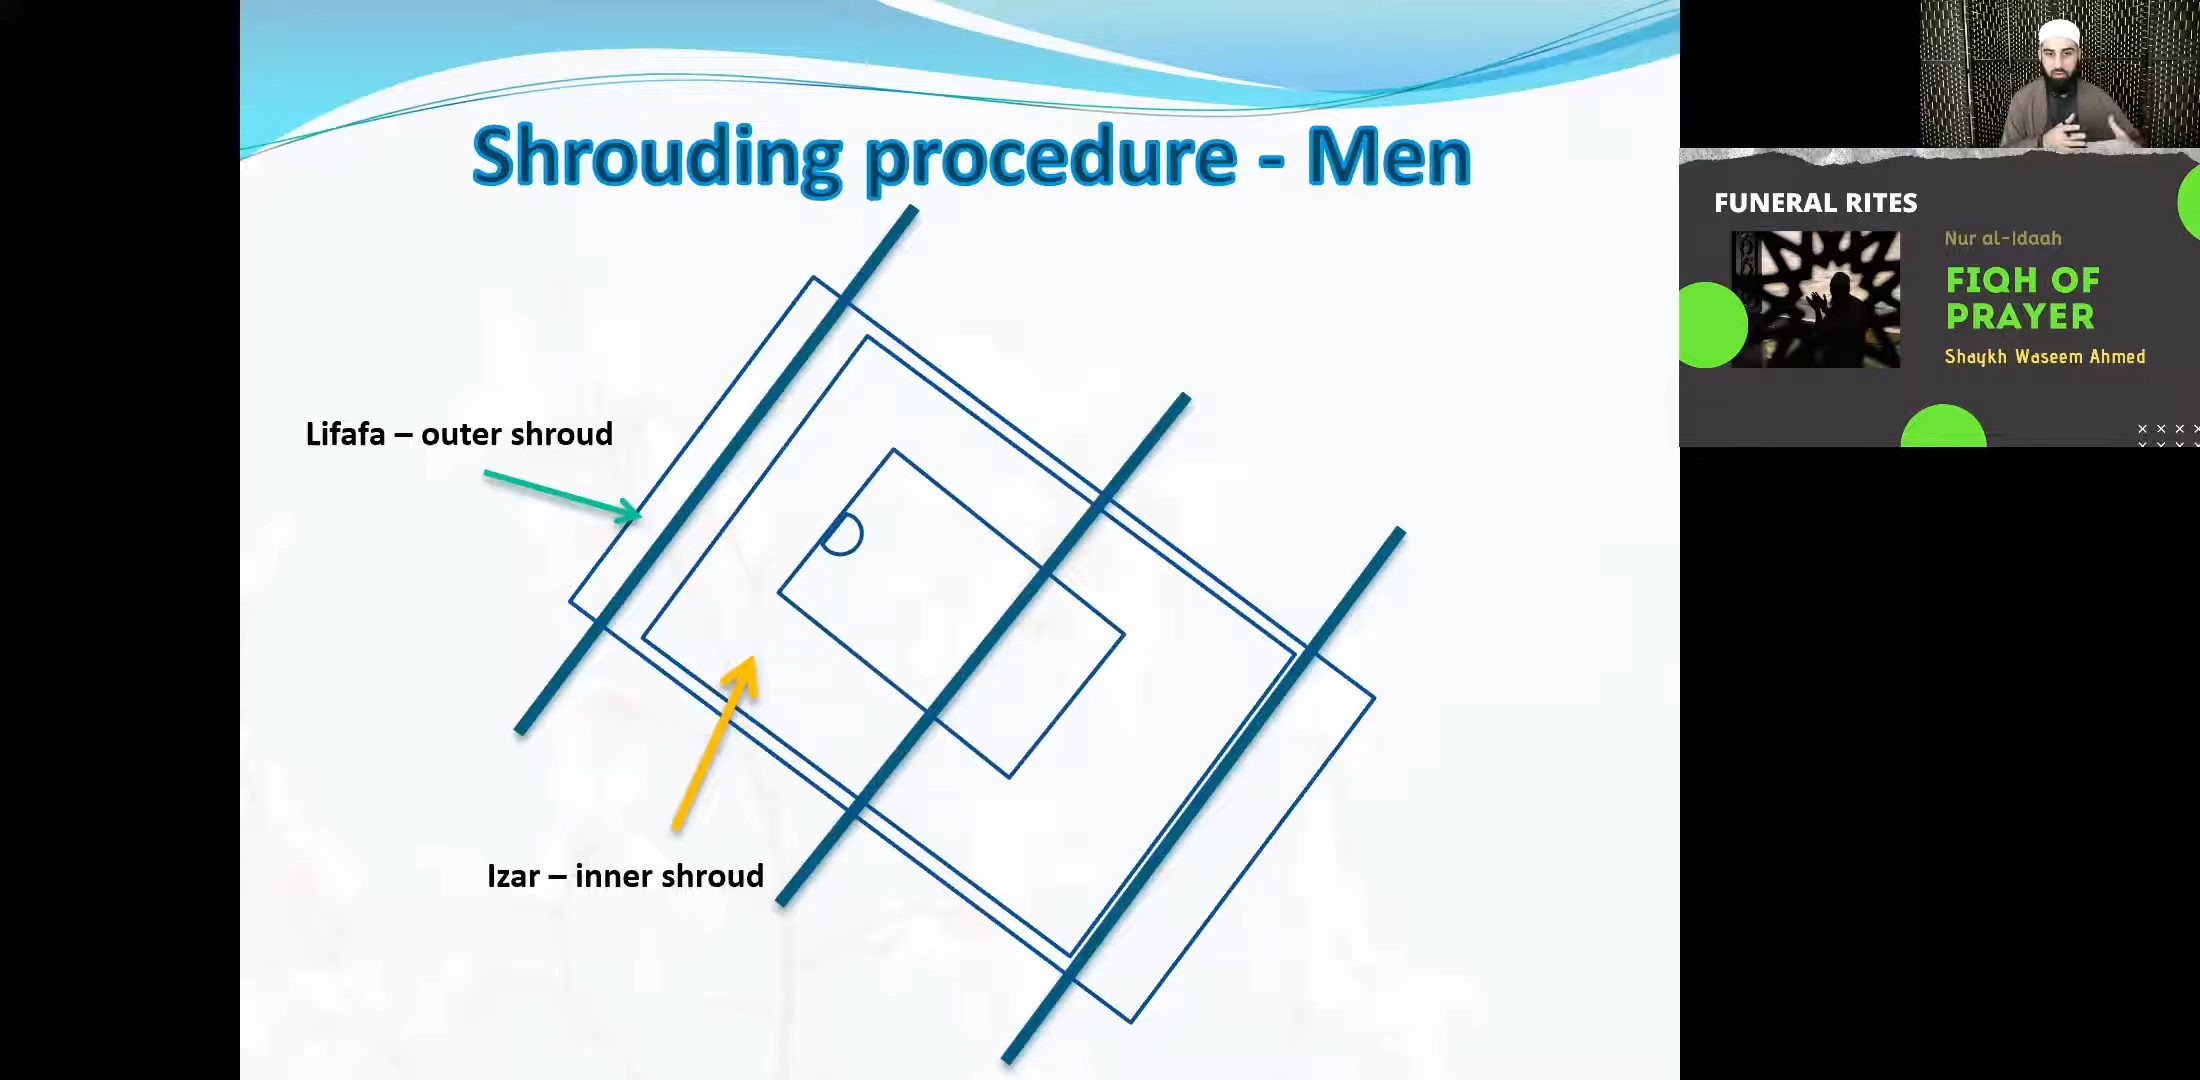 Shrouding procedure - Men
Lifafa – outer shroud
Izar – inner shroud
FUNERAL RITES
Nur al-Idaah
FIQH OF
PRAYER
Shaykh Waseem Ahmed